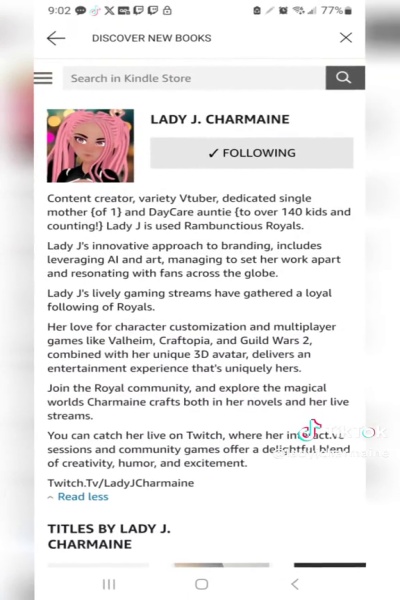 9:02
77%
DISCOVER NEW BOOKS
Search in Kindle Store
LADY J. CHARMAINE
✓ FOLLOWING
Content creator, variety Vtuber, dedicated single
mother {of 1} and DayCare auntie {to over 140 kids and
counting!} Lady J is used Rambunctious Royals.
Lady J's innovative approach to branding, includes
leveraging AI and art, managing to set her work apart
and resonating with fans across the globe.
Lady J's lively gaming streams have gathered a loyal
following of Royals.
Her love for character customization and multiplayer
games like Valheim, Craftopia, and Guild Wars 2,
combined with her unique 3D avatar, delivers an
entertainment experience that's uniquely hers.
Join the Royal community, and explore the magical
worlds Charmaine crafts both in her novels and her live
streams.
TikTok
You can catch her live on Twitch, where her
sessions and community games offer a delightful blend
of creativity, humor, and excitement.
Twitch.Tv/LadyJCharmaine
Read less
TITLES BY LADY J.
CHARMAINE